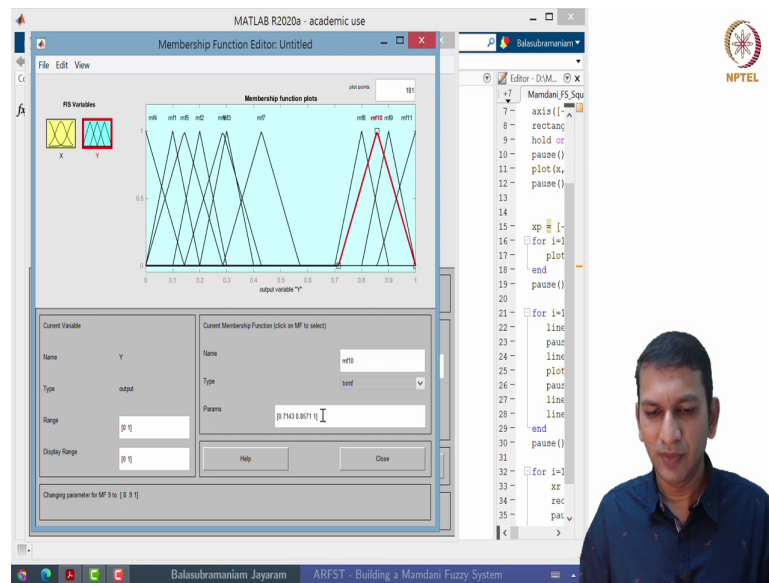 MATLAB R2020a - academic use
Membership Function Editor: Untitled
File Edit View
plot points:
181
FIS Variables
Membership function plots
X
Y
mf4 mf1 mf5 mf2 mf7 mf8 mf10 mf9 mf11
1
0.5
0
0 0.1 0.2 0.3 0.4 0.5 0.6 0.7 0.8 0.9 1
output variable "Y"
Current Variable
Name Y
Type output
Range [0 1]
Display Range [0 1]
Current Membership Function (click on MF to select)
Name mf10
Type trimf
Params [0.7143 0.8571 1]
Help
Close
Changing parameter for MF 9 to [.8 .9 1]
Balasubramaniam
Editor - D:\M...
+7 Mamdani_FS_Squ
7 - axis([-
8 - rectang
9 - hold on
10 - pause()
11 - plot(x,
12 - pause()
13
14
15 - xp = [-
16 - for i=1
17 - plot
18 - end
19 - pause()
20
21 - for i=1
22 - line
23 - paus
24 - line
25 - plot
26 - paus
27 - line
28 - line
29 - end
30 - pause()
31
32 - for i=1
33 - xr
34 - rec
35 - pau
NPTEL
Balasubramaniam Jayaram
ARFST - Building a Mamdani Fuzzy System